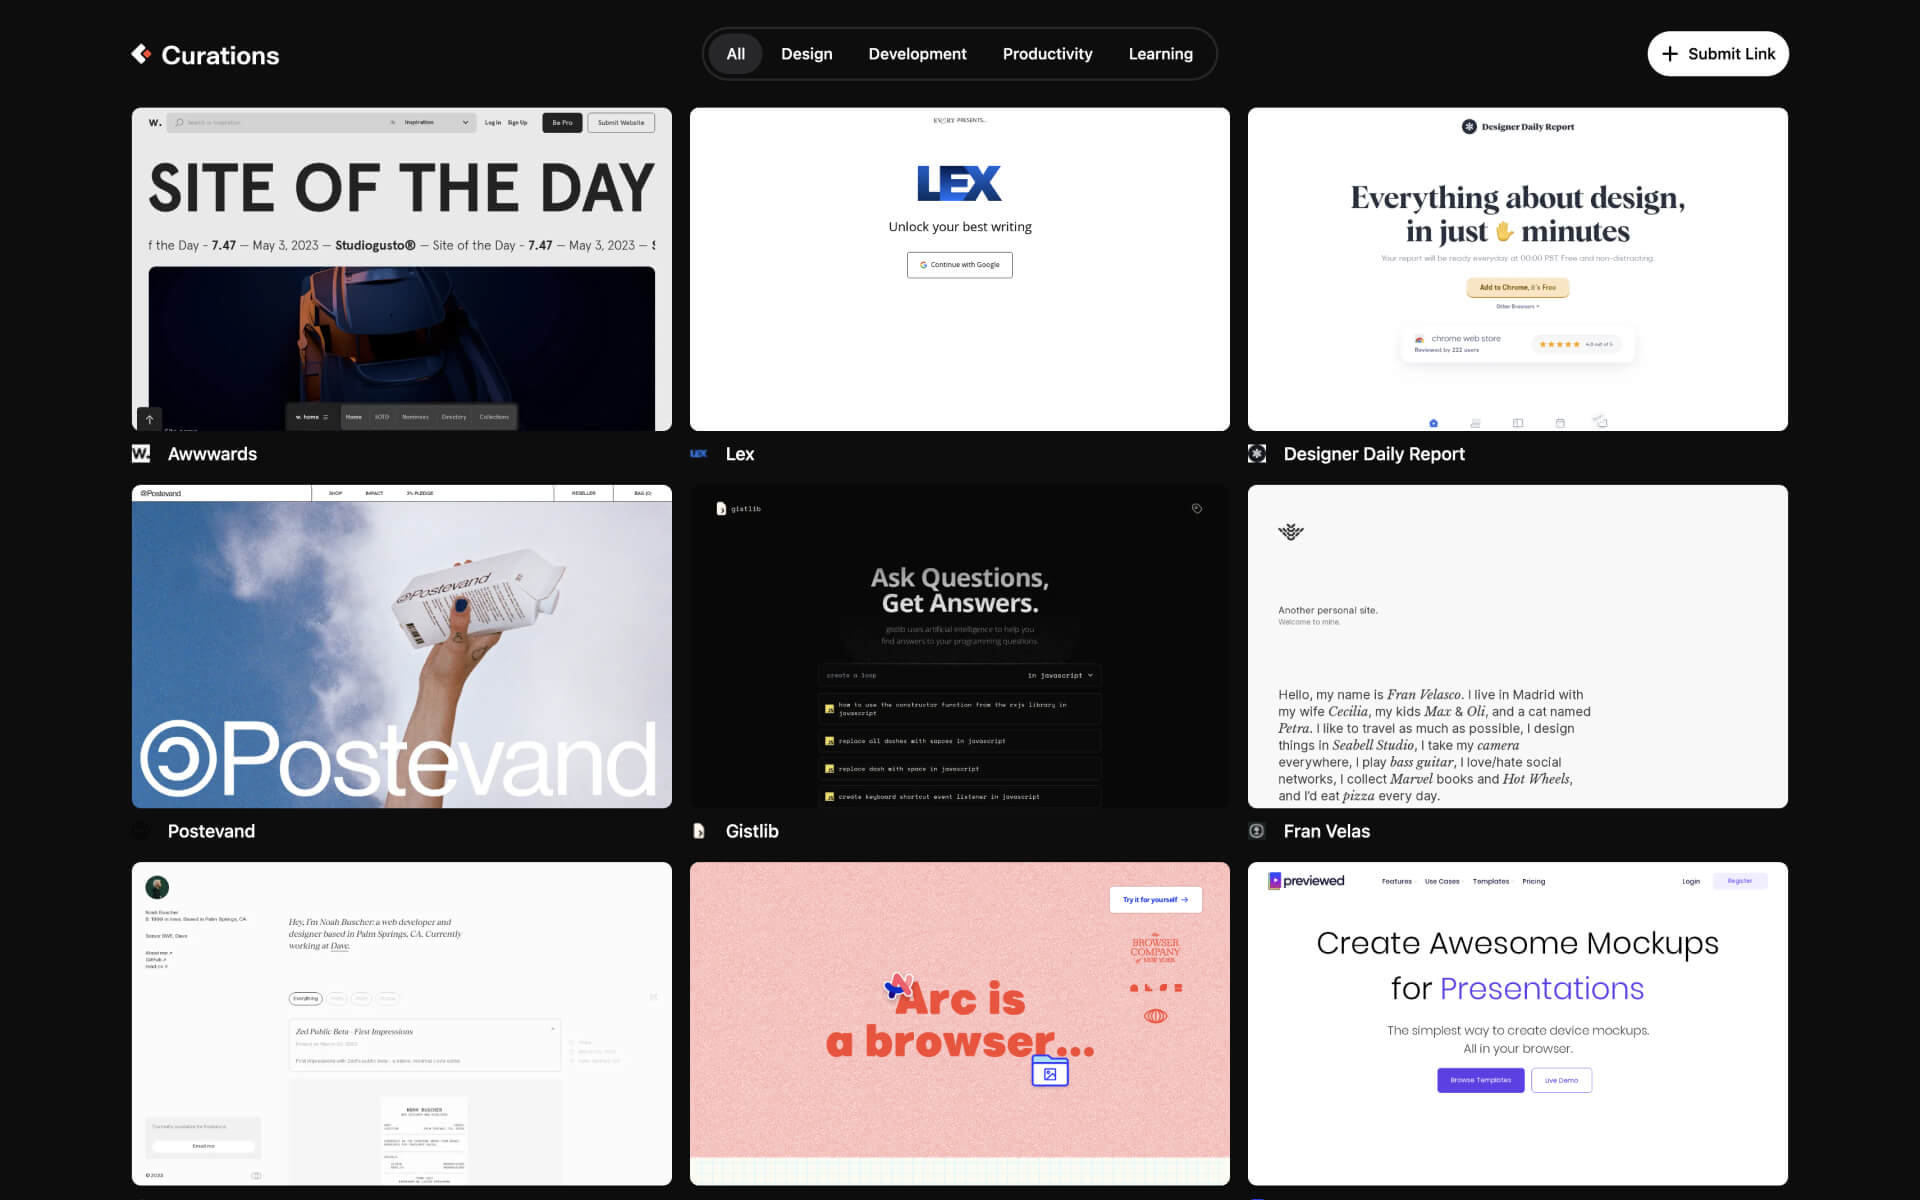 Curations
All
Design
Development
Productivity
Learning
Submit Link
W.
Inspiration
Log In
Sign Up
Be Pro
Submit Website
SITE OF THE DAY
f the Day - 7.47 — May 3, 2023 — Studiogusto® — Site of the Day - 7.47 — May 3, 2023 —
w. home
Home
SOTD
Nominees
Directory
Collections
W. Awwwards
EVERY PRESENTS...
LEX
Unlock your best writing
Continue with Google
LEX Lex
Designer Daily Report
Everything about design,
in just ✋ minutes
Your report will be ready everyday at 00:00 PST. Free and non-distracting.
Add to Chrome, it's Free
Other Browsers
chrome web store
Reviewed by 222 users
Designer Daily Report
@Postevand
SHOP
IMPACT
RESELLER
BAG (0)
@Postevand
@Postevand
Postevand
gistlib
Ask Questions,
Get Answers.
gistlib uses artificial intelligence to help you
find answers to your programming questions.
create a loop
in javascript
how to use the constructor function from the rxjs library in
javascript
replace all dashes with sapces in javascript
replace dash with space in javascript
create keyboard shortcut event listener in javascript
Gistlib
Another personal site.
Welcome to mine.
Hello, my name is Fran Velasco. I live in Madrid with
my wife Cecilia, my kids Max & Oli, and a cat named
Petra. I like to travel as much as possible, I design
things in Seabell Studio, I take my camera
everywhere, I play bass guitar, I love/hate social
networks, I collect Marvel books and Hot Wheels,
and I'd eat pizza every day.
Fran Velas
Noah Buscher
Hey, I'm Noah Buscher: a web developer and
designer based in Palm Springs, CA. Currently
working at Dave.
Everything
Zed Public Beta - First Impressions
Currently available for freelance.
Email me
© 2023
NOAH BUSCHER
Try it for yourself →
THE
BROWSER
COMPANY
of NEW YORK
Arc is
a browser...
previewed
Features
Use Cases
Templates
Pricing
Login
Register
Create Awesome Mockups
for Presentations
The simplest way to create device mockups.
All in your browser.
Browse Templates
Live Demo